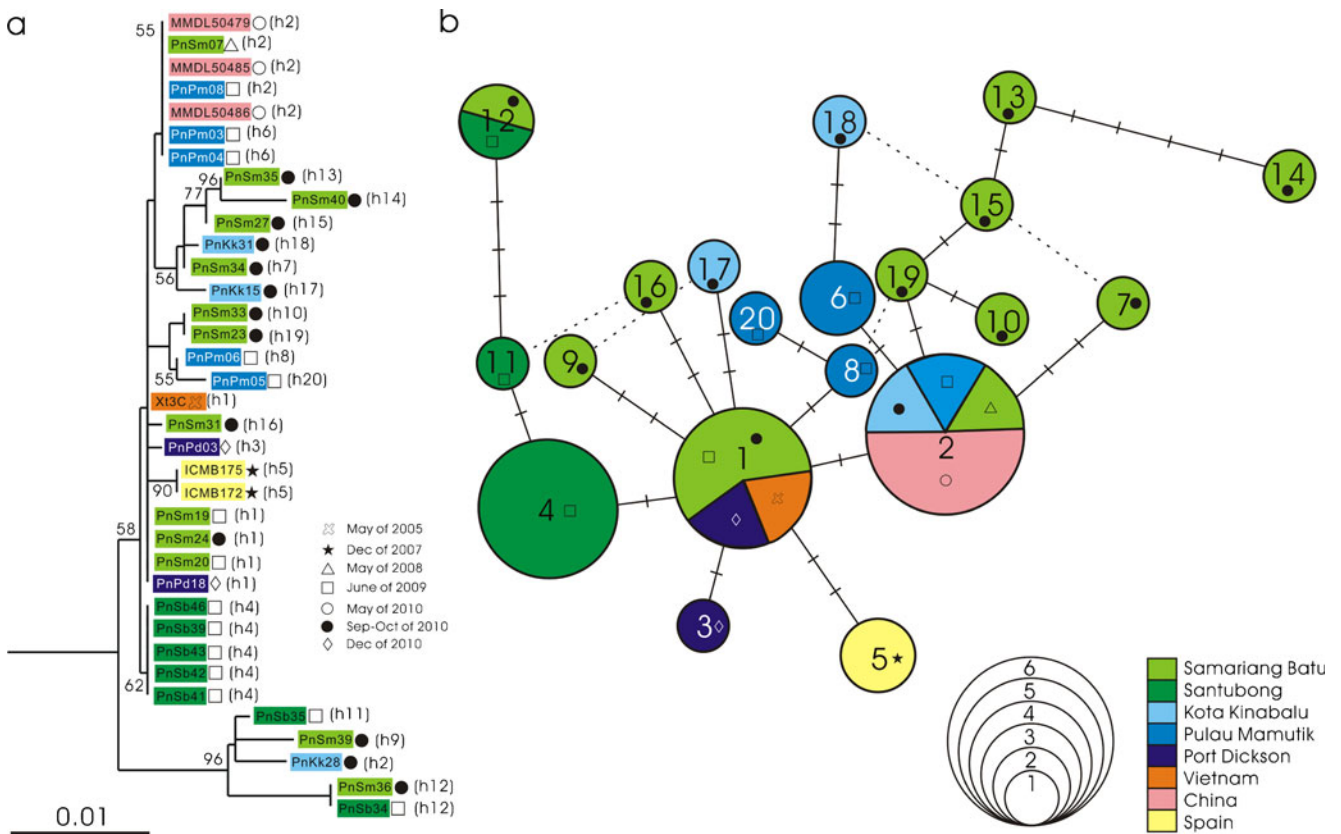 a
55
MMDL50479 (h2)
PnSm07 (h2)
MMDL50485 (h2)
PnPm08 (h2)
MMDL50486 (h2)
PnPm03 (h6)
PnPm04 (h6)
96
PnSm35 (h13)
77
PnSm40 (h14)
PnSm27 (h15)
PnKk31 (h18)
PnSm34 (h7)
56
PnKk15 (h17)
PnSm33 (h10)
PnSm23 (h19)
PnPm06 (h8)
55
PnPm05 (h20)
Xt3C (h1)
PnSm31 (h16)
PnPd03 (h3)
ICMB175 (h5)
90
ICMB172 (h5)
58
PnSm19 (h1)
PnSm24 (h1)
PnSm20 (h1)
PnPd18 (h1)
PnSb46 (h4)
PnSb39 (h4)
PnSb43 (h4)
PnSb42 (h4)
62
PnSb41 (h4)
PnSb35 (h11)
PnSm39 (h9)
96
PnKk28 (h2)
PnSm36 (h12)
PnSb34 (h12)
0.01
May of 2005
Dec of 2007
May of 2008
June of 2009
May of 2010
Sep-Oct of 2010
Dec of 2010
b
12
18
13
14
15
17
16
19
7
6
20
10
11
9
8
1
2
4
3
5
6
5
4
3
2
1
Samariang Batu
Santubong
Kota Kinabalu
Pulau Mamutik
Port Dickson
Vietnam
China
Spain